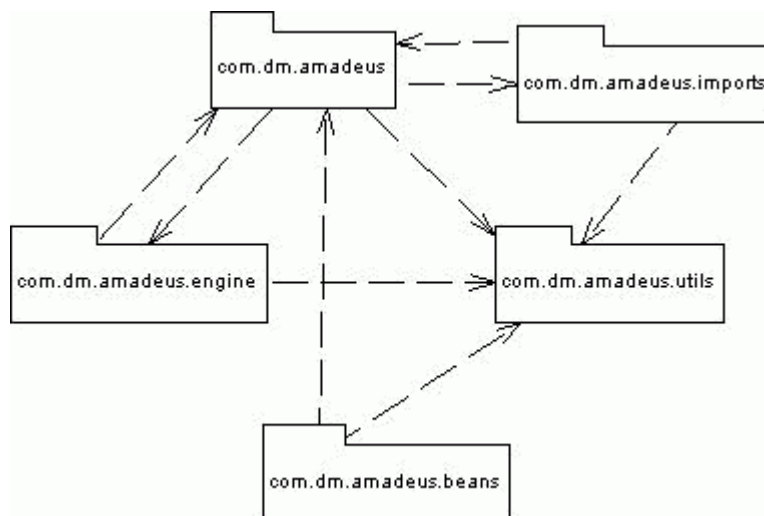 com.dm.amadeus
com.dm.amadeus.imports
com.dm.amadeus.engine
com.dm.amadeus.utils
com.dm.amadeus.beans